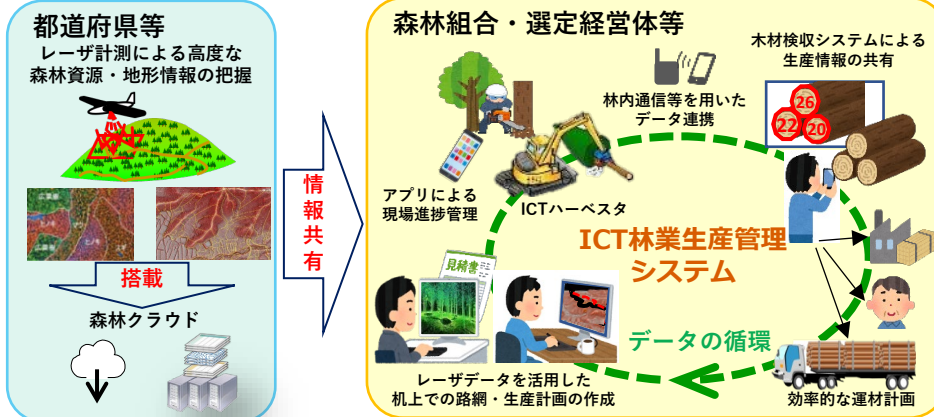 都道府県等
レーザ計測による高度な
森林資源・地形情報の把握
ヒノキ
スギ
搭載
森林クラウド
情報共有
森林組合・選定経営体等
木材検収システムによる
生産情報の共有
26
22
20
林内通信等を用いた
データ連携
アプリによる
現場進捗管理
ICTハーベスタ
ICT林業生産管理
システム
見積書
データの循環
レーザデータを活用した
机上での路網・生産計画の作成
効率的な運材計画